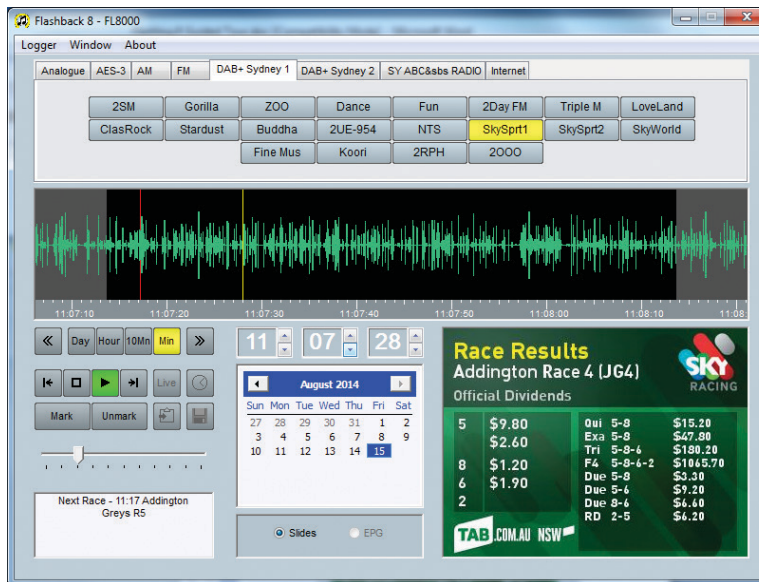 Flashback 8 - FL8000
Logger Window About
Analogue AES-3 AM FM DAB+ Sydney 1 DAB+ Sydney 2 SY ABC&sbs RADIO Internet
2SM Gorilla ZOO Dance Fun 2Day FM Triple M LoveLand
ClasRock Stardust Buddha 2UE-954 NTS SkySprt1 SkySprt2 SkyWorld
Fine Mus Koori 2RPH 2OOO
11:07:10 11:07:20 11:07:30 11:07:40 11:07:50 11:08:00 11:08:10 11:08:
Day Hour 10Mn Min
Live
Mark Unmark
Next Race - 11:17 Addington
Greys R5
11 07 28
August 2014
Sun Mon Tue Wed Thu Fri Sat
27 28 29 30 31 1 2
3 4 5 6 7 8 9
10 11 12 13 14 15
Slides EPG
Race Results
Addington Race 4 (JG4)
Official Dividends
SKY
RACING
5 $9.80
$2.60
8 $1.20
6 $1.90
2
Qui 5-8 $15.20
Exa 5-8 $47.80
Tri 5-8-6 $180.20
F4 5-8-6-2 $1065.70
Due 5-8 $3.30
Due 5-6 $9.20
Due 8-6 $6.60
RD 2-5 $6.20
TAB.COM.AU NSW